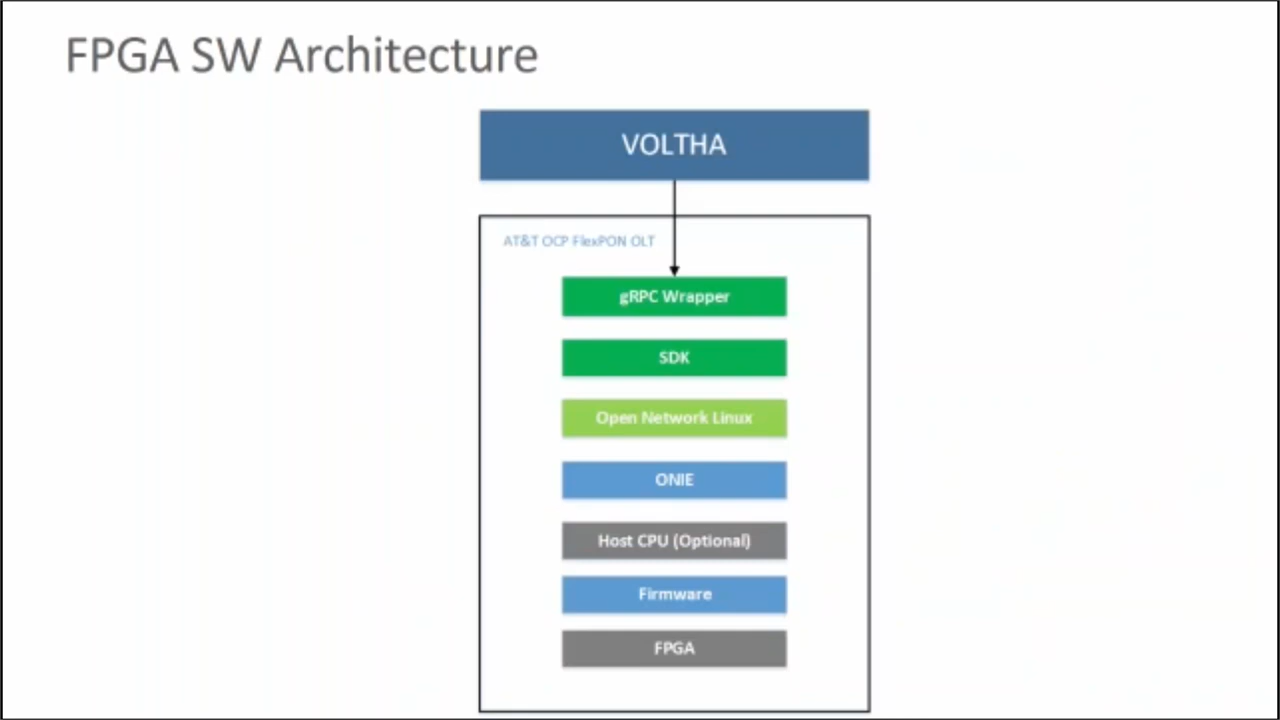 FPGA SW Architecture
VOLTHA
AT&T OCP FlexPON OLT
gRPC Wrapper
SDK
Open Network Linux
ONIE
Host CPU (Optional)
Firmware
FPGA